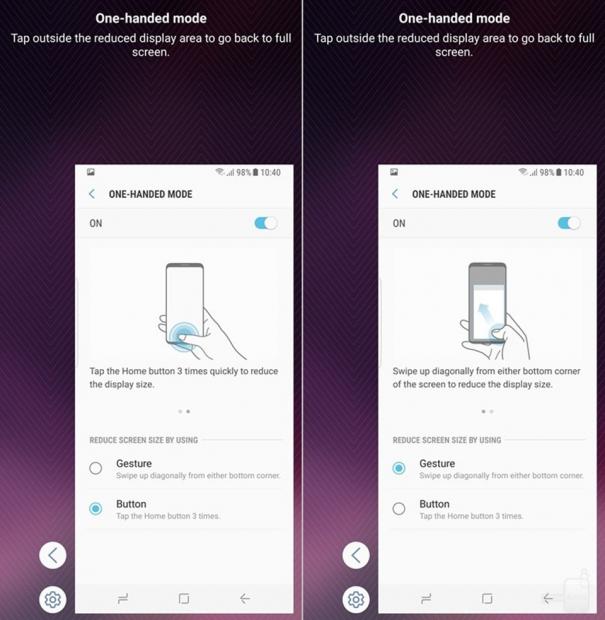 One-handed mode
Tap outside the reduced display area to go back to full
screen.
98% 10:40
ONE-HANDED MODE
ON
Tap the Home button 3 times quickly to reduce
the display size.
REDUCE SCREEN SIZE BY USING
Gesture
Swipe up diagonally from either bottom corner.
Button
Tap the Home button 3 times.
One-handed mode
Tap outside the reduced display area to go back to full
screen.
98% 10:40
ONE-HANDED MODE
ON
Swipe up diagonally from either bottom corner
of the screen to reduce the display size.
REDUCE SCREEN SIZE BY USING
Gesture
Swipe up diagonally from either bottom corner.
Button
Tap the Home button 3 times.